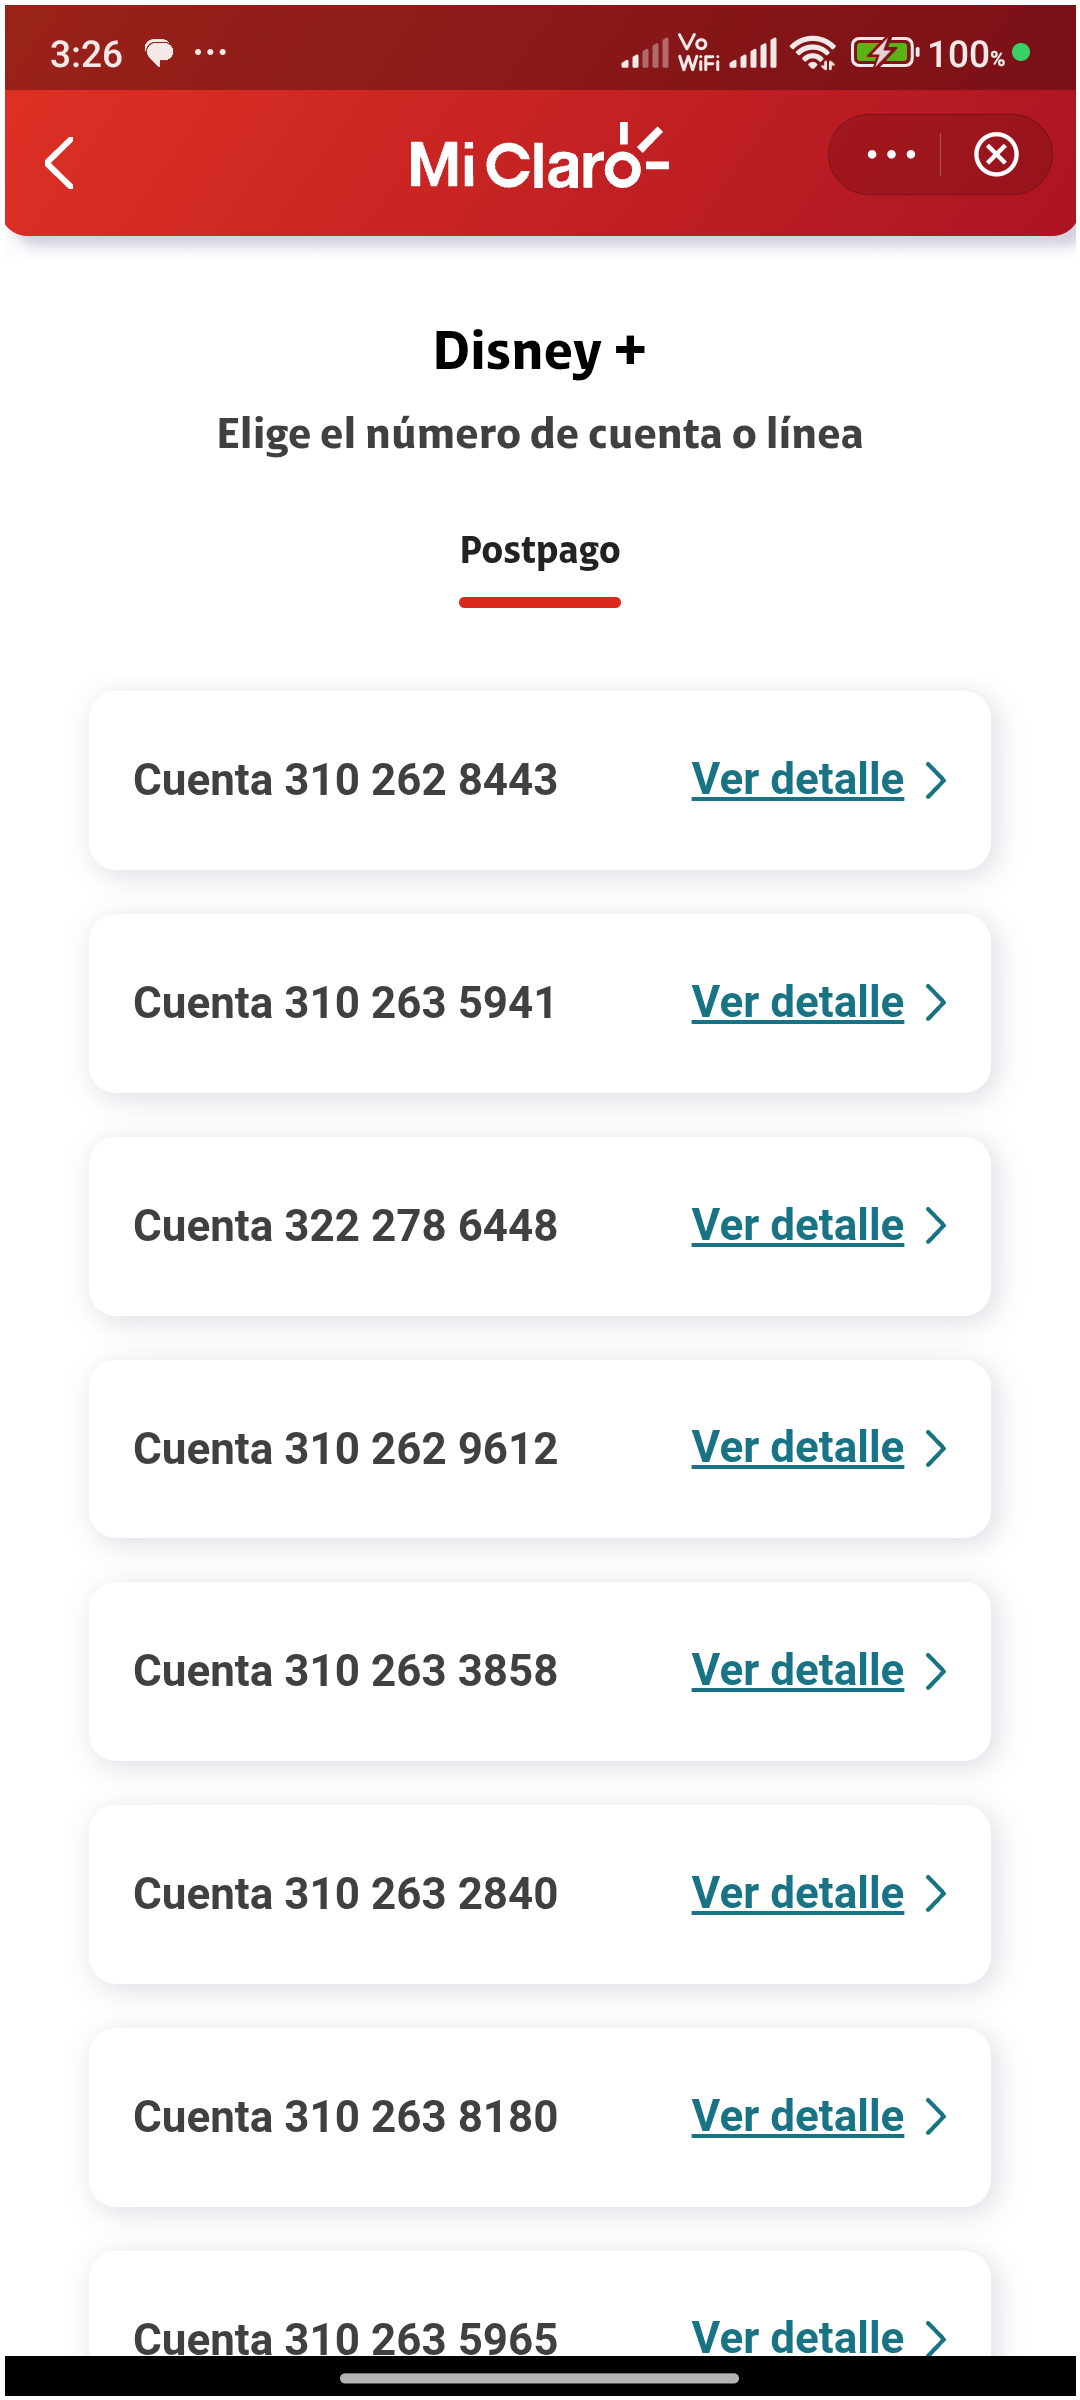 3:26
Vo
WiFi
100%
Mi Claro
Disney +
Elige el número de cuenta o línea
Postpago
Cuenta 310 262 8443 Ver detalle
Cuenta 310 263 5941 Ver detalle
Cuenta 322 278 6448 Ver detalle
Cuenta 310 262 9612 Ver detalle
Cuenta 310 263 3858 Ver detalle
Cuenta 310 263 2840 Ver detalle
Cuenta 310 263 8180 Ver detalle
Cuenta 310 263 5965 Ver detalle